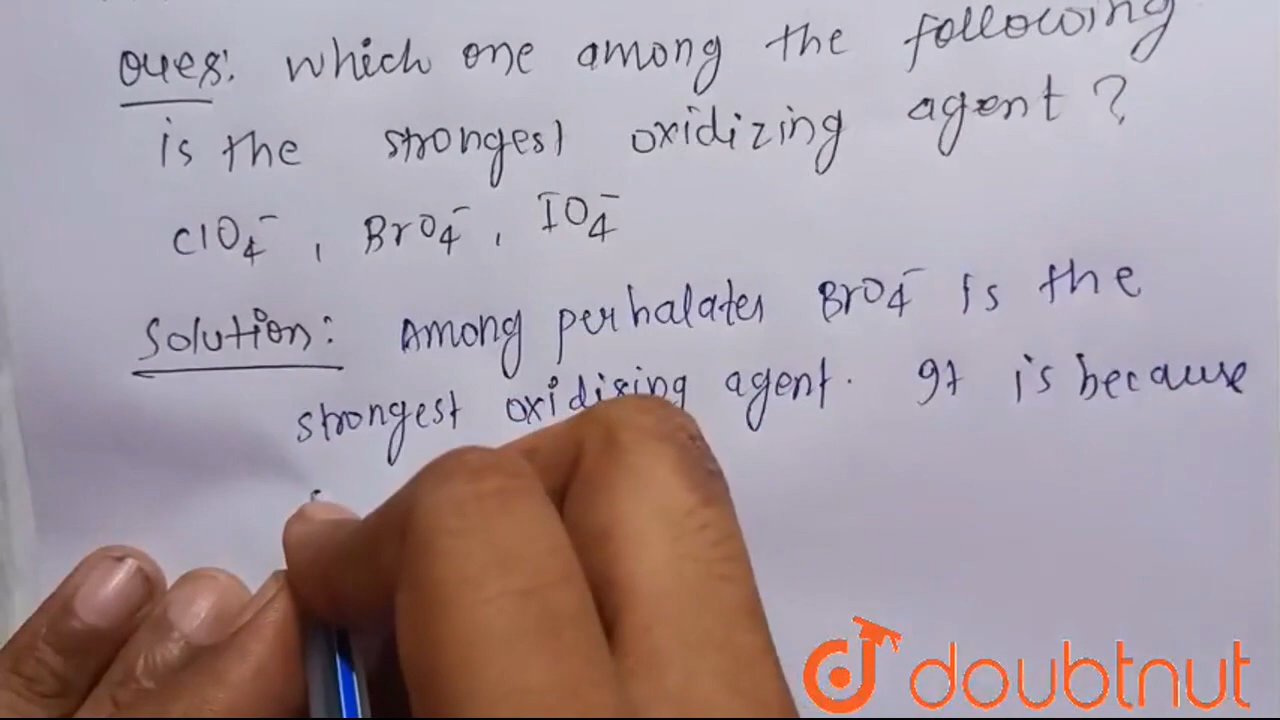 Ques: Which one among the following
is the strongest oxidizing agent?
ClO₄⁻, BrO₄⁻, IO₄⁻
Solution: Among perhalates BrO₄⁻ is the
strongest oxidizing agent. It is because
doubtnut